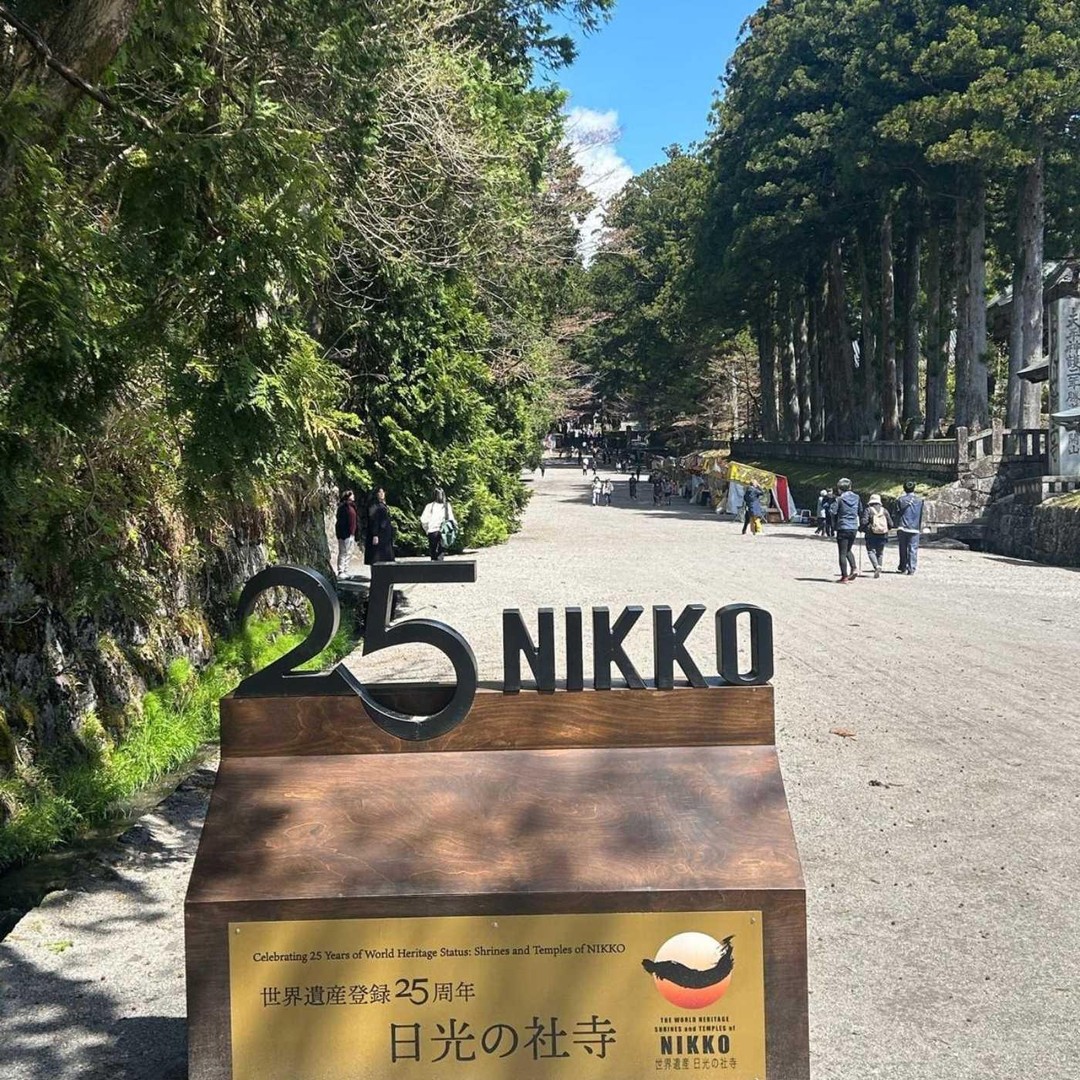 25 NIKKO
Celebrating 25 Years of World Heritage Status: Shrines and Temples of NIKKO
世界遺産登録25周年
日光の社寺
THE WORLD HERITAGE
SHRINES and TEMPLES of
NIKKO
世界遺産 日光の社寺